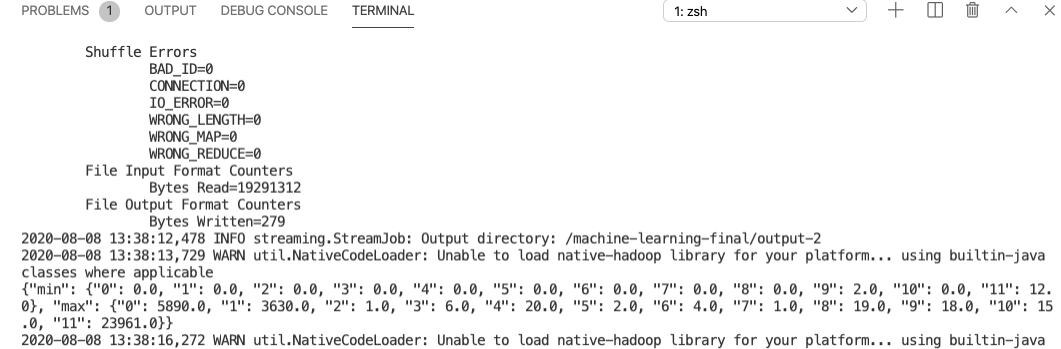 PROBLEMS 1 OUTPUT DEBUG CONSOLE TERMINAL 1: zsh
Shuffle Errors
BAD_ID=0
CONNECTION=0
IO_ERROR=0
WRONG_LENGTH=0
WRONG_MAP=0
WRONG_REDUCE=0
File Input Format Counters
Bytes Read=19291312
File Output Format Counters
Bytes Written=279
2020-08-08 13:38:12,478 INFO streaming.StreamJob: Output directory: /machine-learning-final/output-2
2020-08-08 13:38:13,729 WARN util.NativeCodeLoader: Unable to load native-hadoop library for your platform... using builtin-java
classes where applicable
{"min": {"0": 0.0, "1": 0.0, "2": 0.0, "3": 0.0, "4": 0.0, "5": 0.0, "6": 0.0, "7": 0.0, "8": 0.0, "9": 2.0, "10": 0.0, "11": 12.
0}, "max": {"0": 5890.0, "1": 3630.0, "2": 1.0, "3": 6.0, "4": 20.0, "5": 2.0, "6": 4.0, "7": 1.0, "8": 19.0, "9": 18.0, "10": 15
.0, "11": 23961.0}}
2020-08-08 13:38:16,272 WARN util.NativeCodeLoader: Unable to load native-hadoop library for your platform... using builtin-java